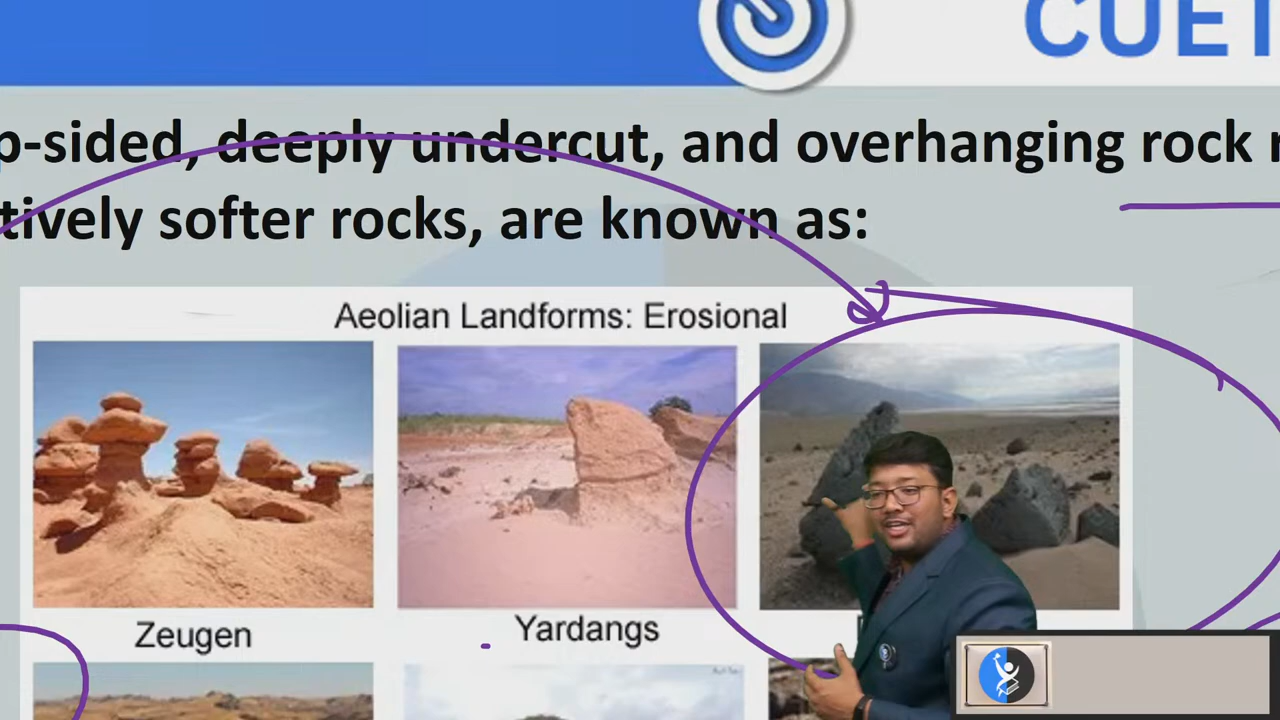 CUET
p-sided, deeply undercut, and overhanging rock
tively softer rocks, are known as:
Aeolian Landforms: Erosional
Zeugen
Yardangs